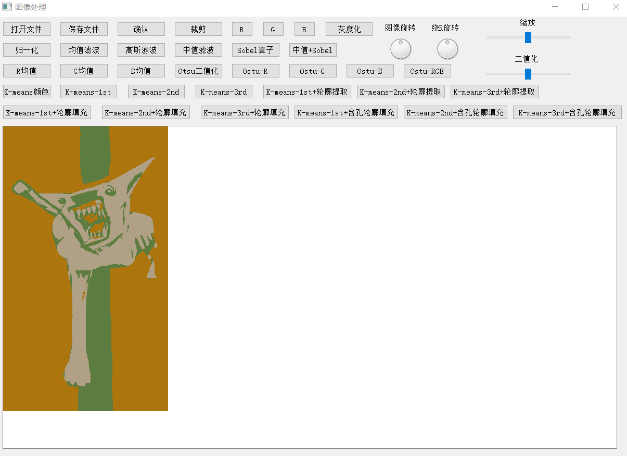 图像处理
打开文件 保存文件 确认 裁剪 R G B 灰度化 图像旋转 缩放旋转 缩放
归一化 均值滤波 高斯滤波 中值滤波 Sobel算子 中值+Sobel 二值化
R均值 G均值 B均值 Otsu二值化 Ostu-R Ostu-G Ostu-B Ostu-RGB
K-means颜色 K-means-1st K-means-2nd K-means-3rd K-means-1st+轮廓提取 K-means-2nd+轮廓提取 K-means-3rd+轮廓提取
K-means-1st+轮廓填充 K-means-2nd+轮廓填充 K-means-3rd+轮廓填充 K-means-1st+含孔轮廓填充 K-means-2nd+含孔轮廓填充 K-means-3rd+含孔轮廓填充